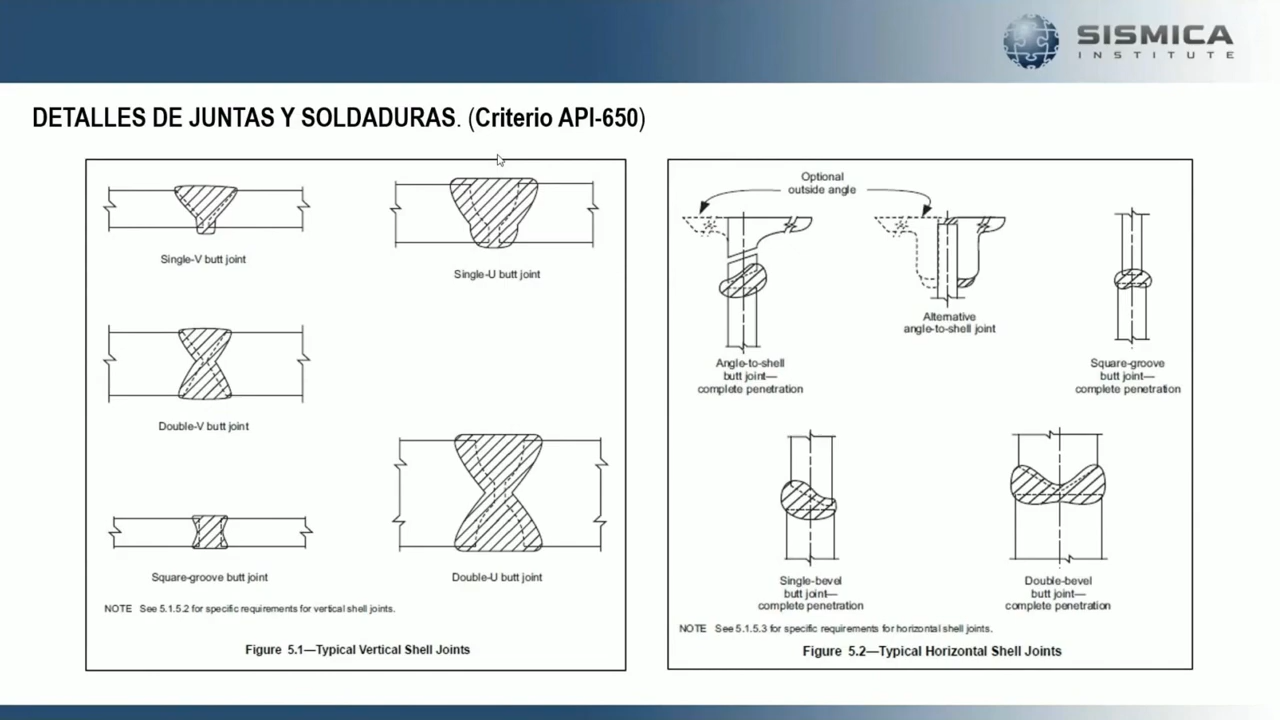 SISMICA
INSTITUTE
DETALLES DE JUNTAS Y SOLDADURAS. (Criterio API-650)
Single-V butt joint
Single-U butt joint
Double-V butt joint
Square-groove butt joint
Double-U butt joint
NOTE See 5.1.5.2 for specific requirements for vertical shell joints.
Figure 5.1—Typical Vertical Shell Joints
Optional
outside angle
Alternative
angle-to-shell joint
Angle-to-shell
butt joint—
complete penetration
Square-groove
butt joint—
complete penetration
Single-bevel
butt joint—
complete penetration
Double-bevel
butt joint—
complete penetration
NOTE See 5.1.5.3 for specific requirements for horizontal shell joints.
Figure 5.2—Typical Horizontal Shell Joints